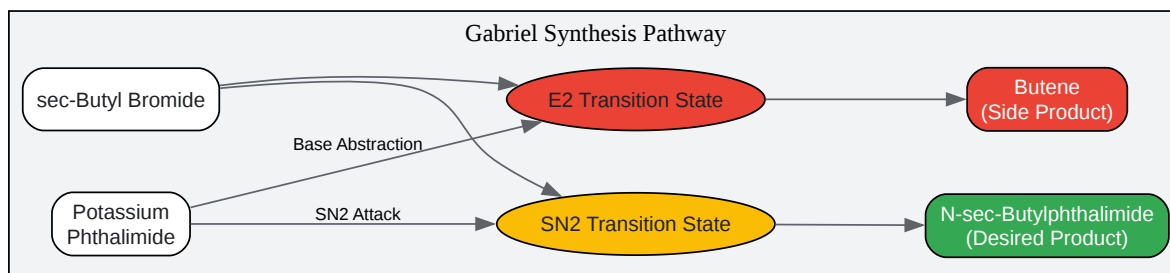 Gabriel Synthesis Pathway
sec-Butyl Bromide
E2 Transition State
Butene
(Side Product)
Base Abstraction
Potassium
Phthalimide
SN2 Attack
SN2 Transition State
N-sec-Butylphthalimide
(Desired Product)